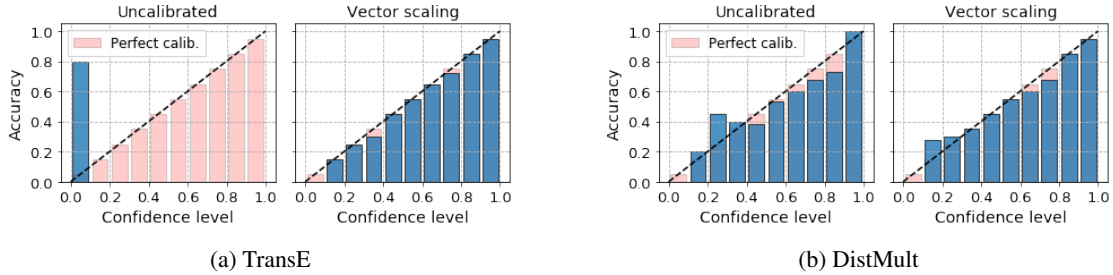 Uncalibrated
Vector scaling
Accuracy
1.0
0.8
0.6
0.4
0.2
0.0
Perfect calib.
0.0 0.2 0.4 0.6 0.8 1.0
0.0 0.2 0.4 0.6 0.8 1.0
Confidence level
Confidence level
(a) TransE
Uncalibrated
Vector scaling
Accuracy
1.0
0.8
0.6
0.4
0.2
0.0
Perfect calib.
0.0 0.2 0.4 0.6 0.8 1.0
0.0 0.2 0.4 0.6 0.8 1.0
Confidence level
Confidence level
(b) DistMult